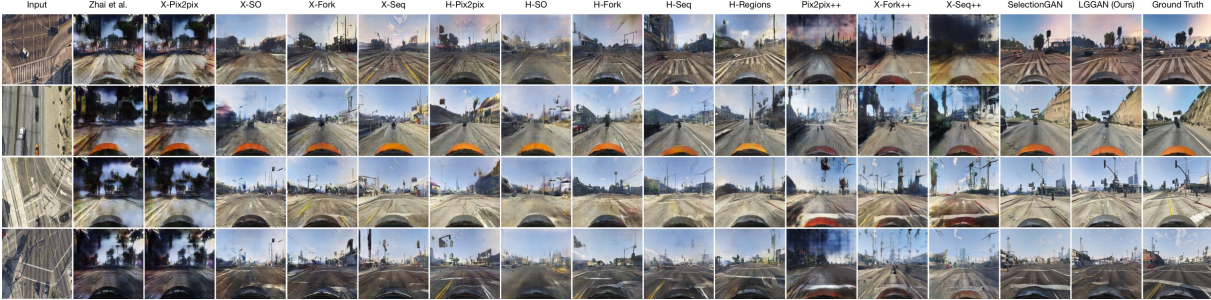 Input Zhai et al. X-Pix2pix X-SO X-Fork X-Seq H-Pix2pix H-SO H-Fork H-Seq H-Regions Pix2pix++ X-Fork++ X-Seq++ SelectionGAN LGGAN (Ours) Ground Truth